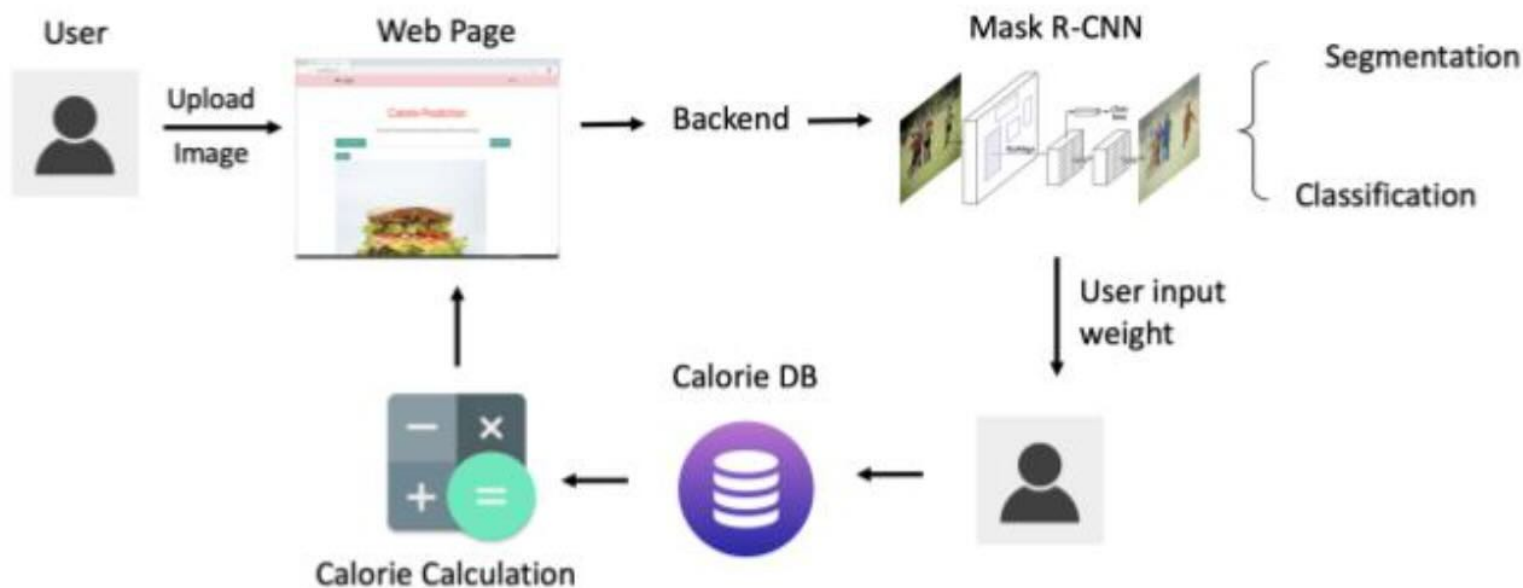 User
Web Page
Mask R-CNN
Segmentation
Upload
Image
Calorie Prediction
Backend
Classification
User input
weight
Calorie DB
− ×
+ =
Calorie Calculation